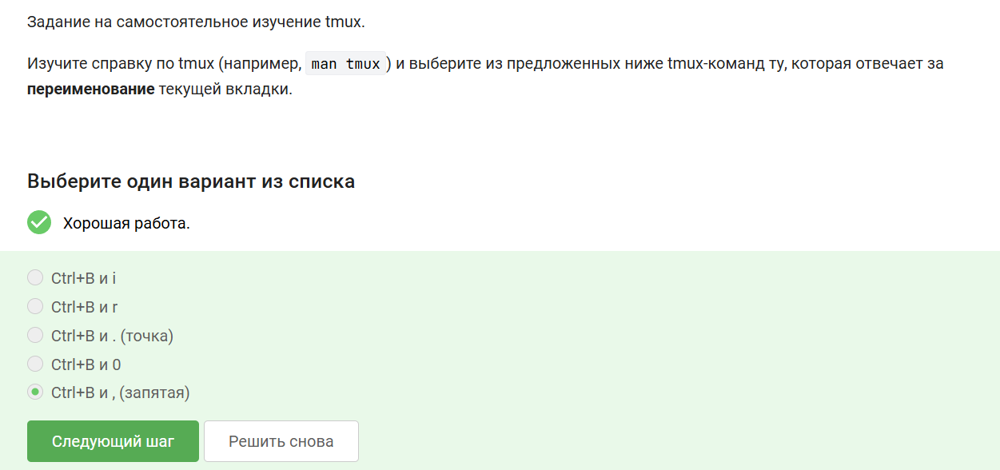 Задание на самостоятельное изучение tmux.
Изучите справку по tmux (например, man tmux) и выберите из предложенных ниже tmux-команд ту, которая отвечает за
переименование текущей вкладки.
Выберите один вариант из списка
Хорошая работа.
Ctrl+B и i
Ctrl+B и r
Ctrl+B и . (точка)
Ctrl+B и 0
Ctrl+B и , (запятая)
Следующий шаг Решить снова